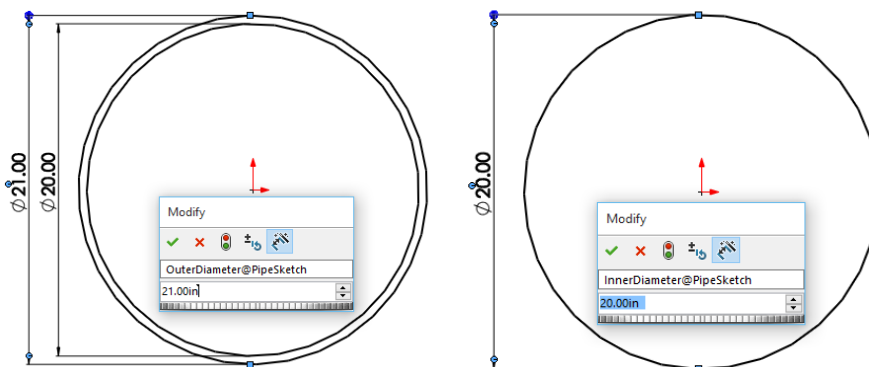 ⌀21.00
⌀20.00
Modify
OuterDiameter@PipeSketch
21.00in
⌀20.00
Modify
InnerDiameter@PipeSketch
20.00in